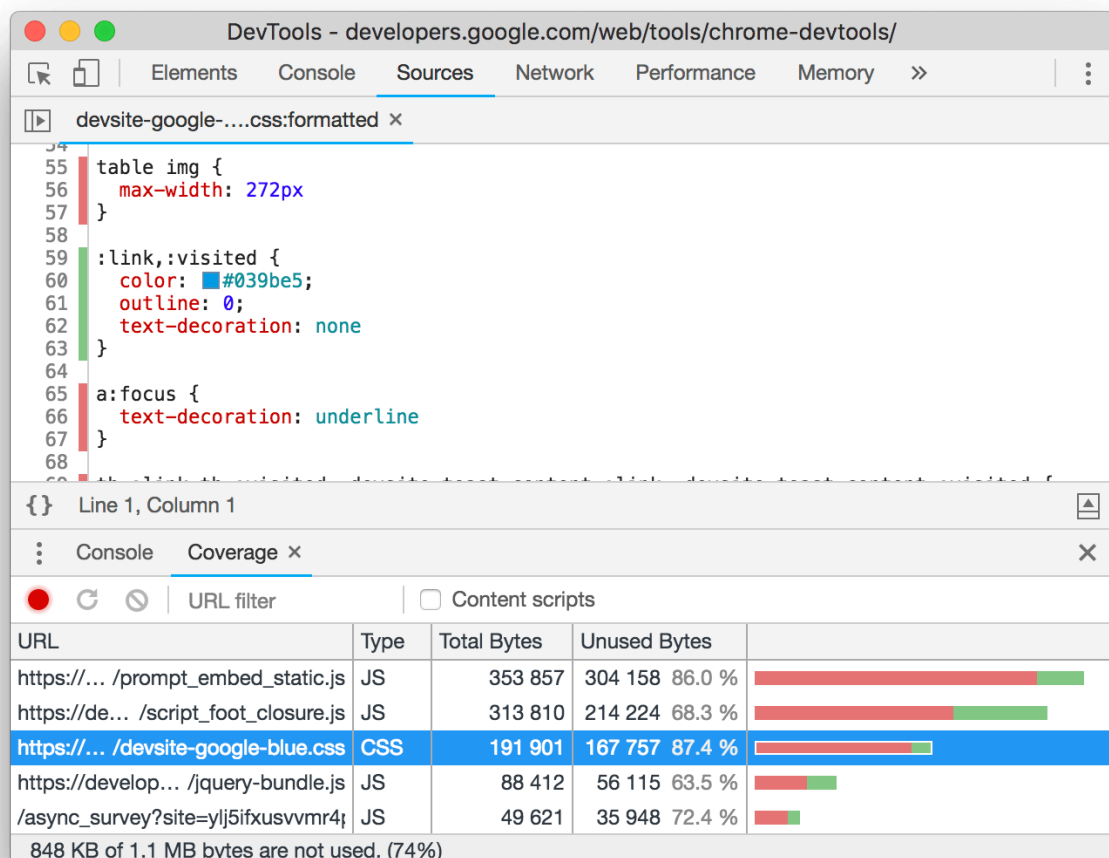 DevTools - developers.google.com/web/tools/chrome-devtools/
Elements Console Sources Network Performance Memory »
devsite-google-....css:formatted ×
54
55 table img {
56 max-width: 272px
57 }
58
59 :link,:visited {
60 color: #039be5;
61 outline: 0;
62 text-decoration: none
63 }
64
65 a:focus {
66 text-decoration: underline
67 }
68
{} Line 1, Column 1
Console Coverage ×
URL filter Content scripts
URL Type Total Bytes Unused Bytes
https://… /prompt_embed_static.js JS 353 857 304 158 86.0 %
https://de… /script_foot_closure.js JS 313 810 214 224 68.3 %
https://… /devsite-google-blue.css CSS 191 901 167 757 87.4 %
https://develop… /jquery-bundle.js JS 88 412 56 115 63.5 %
/async_survey?site=ylj5ifxusvvmr4p JS 49 621 35 948 72.4 %
848 KB of 1.1 MB bytes are not used. (74%)